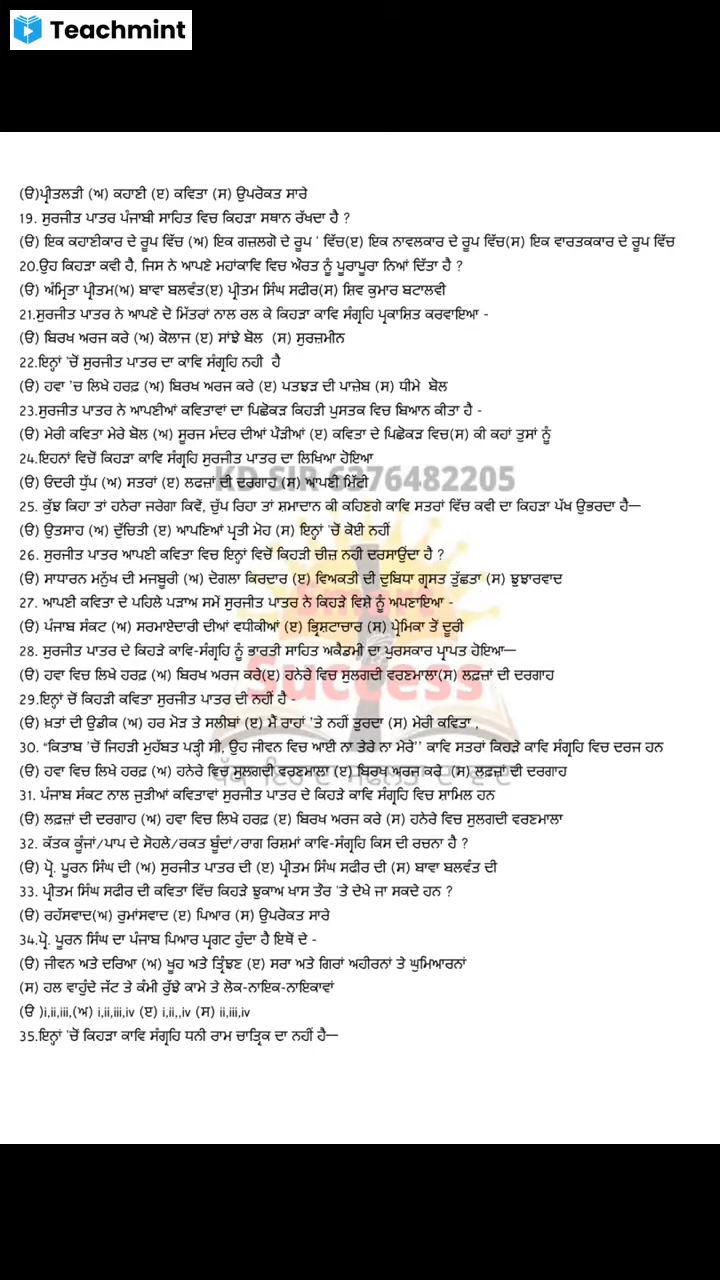 Teachmint
(ੳ)ਪ੍ਰੀਤਲੜੀ (ਅ) ਕਹਾਣੀ (ੲ) ਕਵਿਤਾ (ਸ) ਉਪਰੋਕਤ ਸਾਰੇ
19. ਸੁਰਜੀਤ ਪਾਤਰ ਪੰਜਾਬੀ ਸਾਹਿਤ ਵਿਚ ਕਿਹੜਾ ਸਥਾਨ ਰੱਖਦਾ ਹੈ ?
(ੳ) ਇਕ ਕਹਾਣੀਕਾਰ ਦੇ ਰੂਪ ਵਿੱਚ (ਅ) ਇਕ ਗਜ਼ਲਗੋ ਦੇ ਰੂਪ ' ਵਿੱਚ(ੲ) ਇਕ ਨਾਵਲਕਾਰ ਦੇ ਰੂਪ ਵਿੱਚ(ਸ) ਇਕ ਵਾਰਤਕਕਾਰ ਦੇ ਰੂਪ ਵਿੱਚ
20.ਉਹ ਕਿਹੜਾ ਕਵੀ ਹੈ, ਜਿਸ ਨੇ ਆਪਣੇ ਮਹਾਂਕਾਵਿ ਵਿਚ ਔਰਤ ਨੂੰ ਪੂਰਾਪੂਰਾ ਨਿਆਂ ਦਿੱਤਾ ਹੈ ?
(ੳ) ਅੰਮ੍ਰਿਤਾ ਪ੍ਰੀਤਮ(ਅ) ਬਾਵਾ ਬਲਵੰਤ(ੲ) ਪ੍ਰੀਤਮ ਸਿੰਘ ਸਫੀਰ(ਸ) ਸ਼ਿਵ ਕੁਮਾਰ ਬਟਾਲਵੀ
21.ਸੁਰਜੀਤ ਪਾਤਰ ਨੇ ਆਪਣੇ ਦੋ ਮਿੱਤਰਾਂ ਨਾਲ ਰਲ ਕੇ ਕਿਹੜਾ ਕਾਵਿ ਸੰਗ੍ਰਹਿ ਪ੍ਰਕਾਸ਼ਿਤ ਕਰਵਾਇਆ -
(ੳ) ਬਿਰਖ ਅਰਜ ਕਰੇ (ਅ) ਕੋਲਾਜ (ੲ) ਸਾਂਝੇ ਬੋਲ (ਸ) ਸੁਰਜ਼ਮੀਨ
22.ਇਨ੍ਹਾਂ 'ਚੋਂ ਸੁਰਜੀਤ ਪਾਤਰ ਦਾ ਕਾਵਿ ਸੰਗ੍ਰਹਿ ਨਹੀ ਹੈ
(ੳ) ਹਵਾ 'ਚ ਲਿਖੇ ਹਰਫ਼ (ਅ) ਬਿਰਖ ਅਰਜ ਕਰੇ (ੲ) ਪਤਝੜ ਦੀ ਪਾਜ਼ੇਬ (ਸ) ਧੀਮੇ ਬੋਲ
23.ਸੁਰਜੀਤ ਪਾਤਰ ਨੇ ਆਪਣੀਆਂ ਕਵਿਤਾਵਾਂ ਦਾ ਪਿਛੋਕੜ ਕਿਹੜੀ ਪੁਸਤਕ ਵਿਚ ਬਿਆਨ ਕੀਤਾ ਹੈ -
(ੳ) ਮੇਰੀ ਕਵਿਤਾ ਮੇਰੇ ਬੋਲ (ਅ) ਸੂਰਜ ਮੰਦਰ ਦੀਆਂ ਪੌੜੀਆਂ (ੲ) ਕਵਿਤਾ ਦੇ ਪਿਛੋਕੜ ਵਿਚ(ਸ) ਕੀ ਕਹਾਂ ਤੁਸਾਂ ਨੂੰ
24.ਇਹਨਾਂ ਵਿਚੋਂ ਕਿਹੜਾ ਕਾਵਿ ਸੰਗ੍ਰਹਿ ਸੁਰਜੀਤ ਪਾਤਰ ਦਾ ਲਿਖਿਆ ਹੋਇਆ
(ੳ) ਓਦਰੀ ਧੁੱਪ (ਅ) ਸਤਰਾਂ (ੲ) ਲਫਜ਼ਾਂ ਦੀ ਦਰਗਾਹ (ਸ) ਆਪਣੀ ਮਿੱਟੀ
KD SIR 6376482205
25. ਕੁੱਝ ਕਿਹਾ ਤਾਂ ਹਨੇਰਾ ਜਰੇਗਾ ਕਿਵੇਂ, ਚੁੱਪ ਰਿਹਾ ਤਾਂ ਸ਼ਮਾਦਾਨ ਕੀ ਕਹਿਣਗੇ ਕਾਵਿ ਸਤਰਾਂ ਵਿੱਚ ਕਵੀ ਦਾ ਕਿਹੜਾ ਪੱਖ ਉਭਰਦਾ ਹੈ—
(ੳ) ਉਤਸਾਹ (ਅ) ਦੁੱਚਿਤੀ (ੲ) ਆਪਣਿਆਂ ਪ੍ਰਤੀ ਮੋਹ (ਸ) ਇਨ੍ਹਾਂ 'ਚੋਂ ਕੋਈ ਨਹੀਂ
26. ਸੁਰਜੀਤ ਪਾਤਰ ਆਪਣੀ ਕਵਿਤਾ ਵਿਚ ਇਨ੍ਹਾਂ ਵਿਚੋਂ ਕਿਹੜੀ ਚੀਜ਼ ਨਹੀ ਦਰਸਾਉਂਦਾ ਹੈ ?
(ੳ) ਸਾਧਾਰਨ ਮਨੁੱਖ ਦੀ ਮਜਬੂਰੀ (ਅ) ਦੋਗਲਾ ਕਿਰਦਾਰ (ੲ) ਵਿਅਕਤੀ ਦੀ ਦੁਬਿਧਾ ਗ੍ਰਸਤ ਤੁੱਛਤਾ (ਸ) ਝੁਝਾਰਵਾਦ
27. ਆਪਣੀ ਕਵਿਤਾ ਦੇ ਪਹਿਲੇ ਪੜਾਅ ਸਮੇਂ ਸੁਰਜੀਤ ਪਾਤਰ ਨੇ ਕਿਹੜੇ ਵਿਸ਼ੇ ਨੂੰ ਅਪਣਾਇਆ -
Smart
(ੳ) ਪੰਜਾਬ ਸੰਕਟ (ਅ) ਸਰਮਾਏਦਾਰੀ ਦੀਆਂ ਵਧੀਕੀਆਂ (ੲ) ਭ੍ਰਿਸ਼ਟਾਚਾਰ (ਸ) ਪ੍ਰੇਮਿਕਾ ਤੋਂ ਦੂਰੀ
28. ਸੁਰਜੀਤ ਪਾਤਰ ਦੇ ਕਿਹੜੇ ਕਾਵਿ-ਸੰਗ੍ਰਹਿ ਨੂੰ ਭਾਰਤੀ ਸਾਹਿਤ ਅਕੈਡਮੀ ਦਾ ਪੁਰਸਕਾਰ ਪ੍ਰਾਪਤ ਹੋਇਆ—
(ੳ) ਹਵਾ ਵਿਚ ਲਿਖੇ ਹਰਫ਼ (ਅ) ਬਿਰਖ ਅਰਜ ਕਰੇ(ੲ) ਹਨੇਰੇ ਵਿਚ ਸੁਲਗਦੀ ਵਰਣਮਾਲਾ(ਸ) ਲਫ਼ਜ਼ਾਂ ਦੀ ਦਰਗਾਹ
Success
29.ਇਨ੍ਹਾਂ ਚੋਂ ਕਿਹੜੀ ਕਵਿਤਾ ਸੁਰਜੀਤ ਪਾਤਰ ਦੀ ਨਹੀਂ ਹੈ -
(ੳ) ਖ਼ਤਾਂ ਦੀ ਉਡੀਕ (ਅ) ਹਰ ਮੋੜ ਤੇ ਸਲੀਬਾਂ (ੲ) ਮੈਂ ਰਾਹਾਂ 'ਤੇ ਨਹੀਂ ਤੁਰਦਾ (ਸ) ਮੇਰੀ ਕਵਿਤਾ ,
30. "ਕਿਤਾਬ 'ਚੋਂ ਜਿਹੜੀ ਮੁਹੱਬਤ ਪੜ੍ਹੀ ਸੀ, ਉਹ ਜੀਵਨ ਵਿਚ ਆਈ ਨਾ ਤੇਰੇ ਨਾ ਮੇਰੇ'' ਕਾਵਿ ਸਤਰਾਂ ਕਿਹੜੇ ਕਾਵਿ ਸੰਗ੍ਰਹਿ ਵਿਚ ਦਰਜ ਹਨ
(ੳ) ਹਵਾ ਵਿਚ ਲਿਖੇ ਹਰਫ਼ (ਅ) ਹਨੇਰੇ ਵਿਚ ਸੁਲਗਦੀ ਵਰਣਮਾਲਾ (ੲ) ਬਿਰਖ ਅਰਜ ਕਰੇ (ਸ) ਲਫ਼ਜ਼ਾਂ ਦੀ ਦਰਗਾਹ
31. ਪੰਜਾਬ ਸੰਕਟ ਨਾਲ ਜੁੜੀਆਂ ਕਵਿਤਾਵਾਂ ਸੁਰਜੀਤ ਪਾਤਰ ਦੇ ਕਿਹੜੇ ਕਾਵਿ ਸੰਗ੍ਰਹਿ ਵਿਚ ਸ਼ਾਮਿਲ ਹਨ
(ੳ) ਲਫ਼ਜ਼ਾਂ ਦੀ ਦਰਗਾਹ (ਅ) ਹਵਾ ਵਿਚ ਲਿਖੇ ਹਰਫ਼ (ੲ) ਬਿਰਖ ਅਰਜ ਕਰੇ (ਸ) ਹਨੇਰੇ ਵਿਚ ਸੁਲਗਦੀ ਵਰਣਮਾਲਾ
32. ਕੱਤਕ ਕੂੰਜਾਂ/ਪਾਪ ਦੇ ਸੋਹਲੇ/ਰਕਤ ਬੂੰਦਾਂ/ਰਾਗ ਰਿਸ਼ਮਾਂ ਕਾਵਿ-ਸੰਗ੍ਰਹਿ ਕਿਸ ਦੀ ਰਚਨਾ ਹੈ ?
(ੳ) ਪ੍ਰੋ. ਪੂਰਨ ਸਿੰਘ ਦੀ (ਅ) ਸੁਰਜੀਤ ਪਾਤਰ ਦੀ (ੲ) ਪ੍ਰੀਤਮ ਸਿੰਘ ਸਫੀਰ ਦੀ (ਸ) ਬਾਵਾ ਬਲਵੰਤ ਦੀ
33. ਪ੍ਰੀਤਮ ਸਿੰਘ ਸਫੀਰ ਦੀ ਕਵਿਤਾ ਵਿੱਚ ਕਿਹੜੇ ਝੁਕਾਅ ਖਾਸ ਤੌਰ 'ਤੇ ਦੇਖੇ ਜਾ ਸਕਦੇ ਹਨ ?
(ੳ) ਰਹੱਸਵਾਦ(ਅ) ਰੁਮਾਂਸਵਾਦ (ੲ) ਪਿਆਰ (ਸ) ਉਪਰੋਕਤ ਸਾਰੇ
34.ਪ੍ਰੋ. ਪੂਰਨ ਸਿੰਘ ਦਾ ਪੰਜਾਬ ਪਿਆਰ ਪ੍ਰਗਟ ਹੁੰਦਾ ਹੈ ਇਥੋਂ ਦੇ -
(ੳ) ਜੀਵਨ ਅਤੇ ਦਰਿਆ (ਅ) ਖੂਹ ਅਤੇ ਤ੍ਰਿੰਞਣ (ੲ) ਸਰਾ ਅਤੇ ਗਿਰਾਂ ਅਹੀਰਨਾਂ ਤੇ ਘੁਮਿਆਰਨਾਂ
(ਸ) ਹਲ ਵਾਹੁੰਦੇ ਜੱਟ ਤੇ ਕੰਮੀ ਰੁੱਝੇ ਕਾਮੇ ਤੇ ਲੋਕ-ਨਾਇਕ-ਨਾਇਕਾਵਾਂ
(ੳ )i,ii,iii,(ਅ) i,ii,iii,iv (ੲ) i,ii,,iv (ਸ) ii,iii,iv
35.ਇਨ੍ਹਾਂ 'ਚੋਂ ਕਿਹੜਾ ਕਾਵਿ ਸੰਗ੍ਰਹਿ ਧਨੀ ਰਾਮ ਚਾਤ੍ਰਿਕ ਦਾ ਨਹੀਂ ਹੈ—